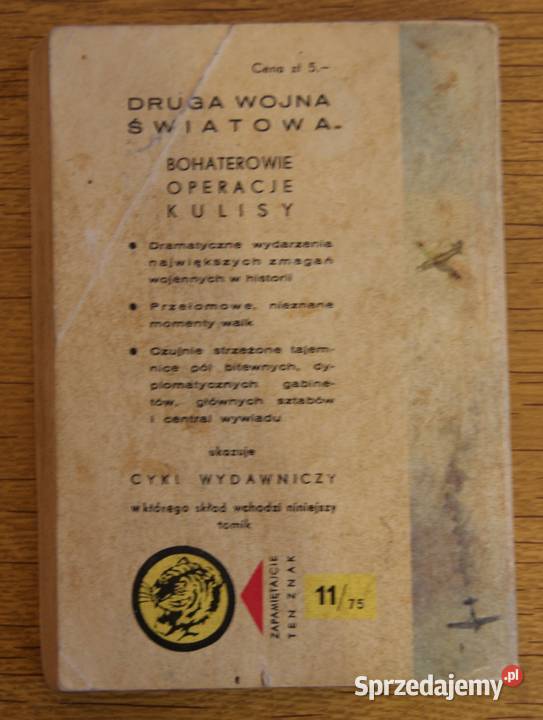 Cena zł 5.–
DRUGA WOJNA
ŚWIATOWA
BOHATEROWIE
OPERACJE
KULISY
• Dramatyczne wydarzenia
największych zmagań
wojennych w historii
• Przełomowe, nieznane
momenty walk
• Czujnie strzeżone tajem-
nice pól bitewnych, dy-
plomatycznych gabine-
tów, głównych sztabów
i central wywiadu
ukazuje
CYKL WYDAWNICZY
w którego skład wchodzi niniejszy
tomik
ZAPAMIĘTAJCIE
TEN ZNAK
11/75
Sprzedajemy.pl